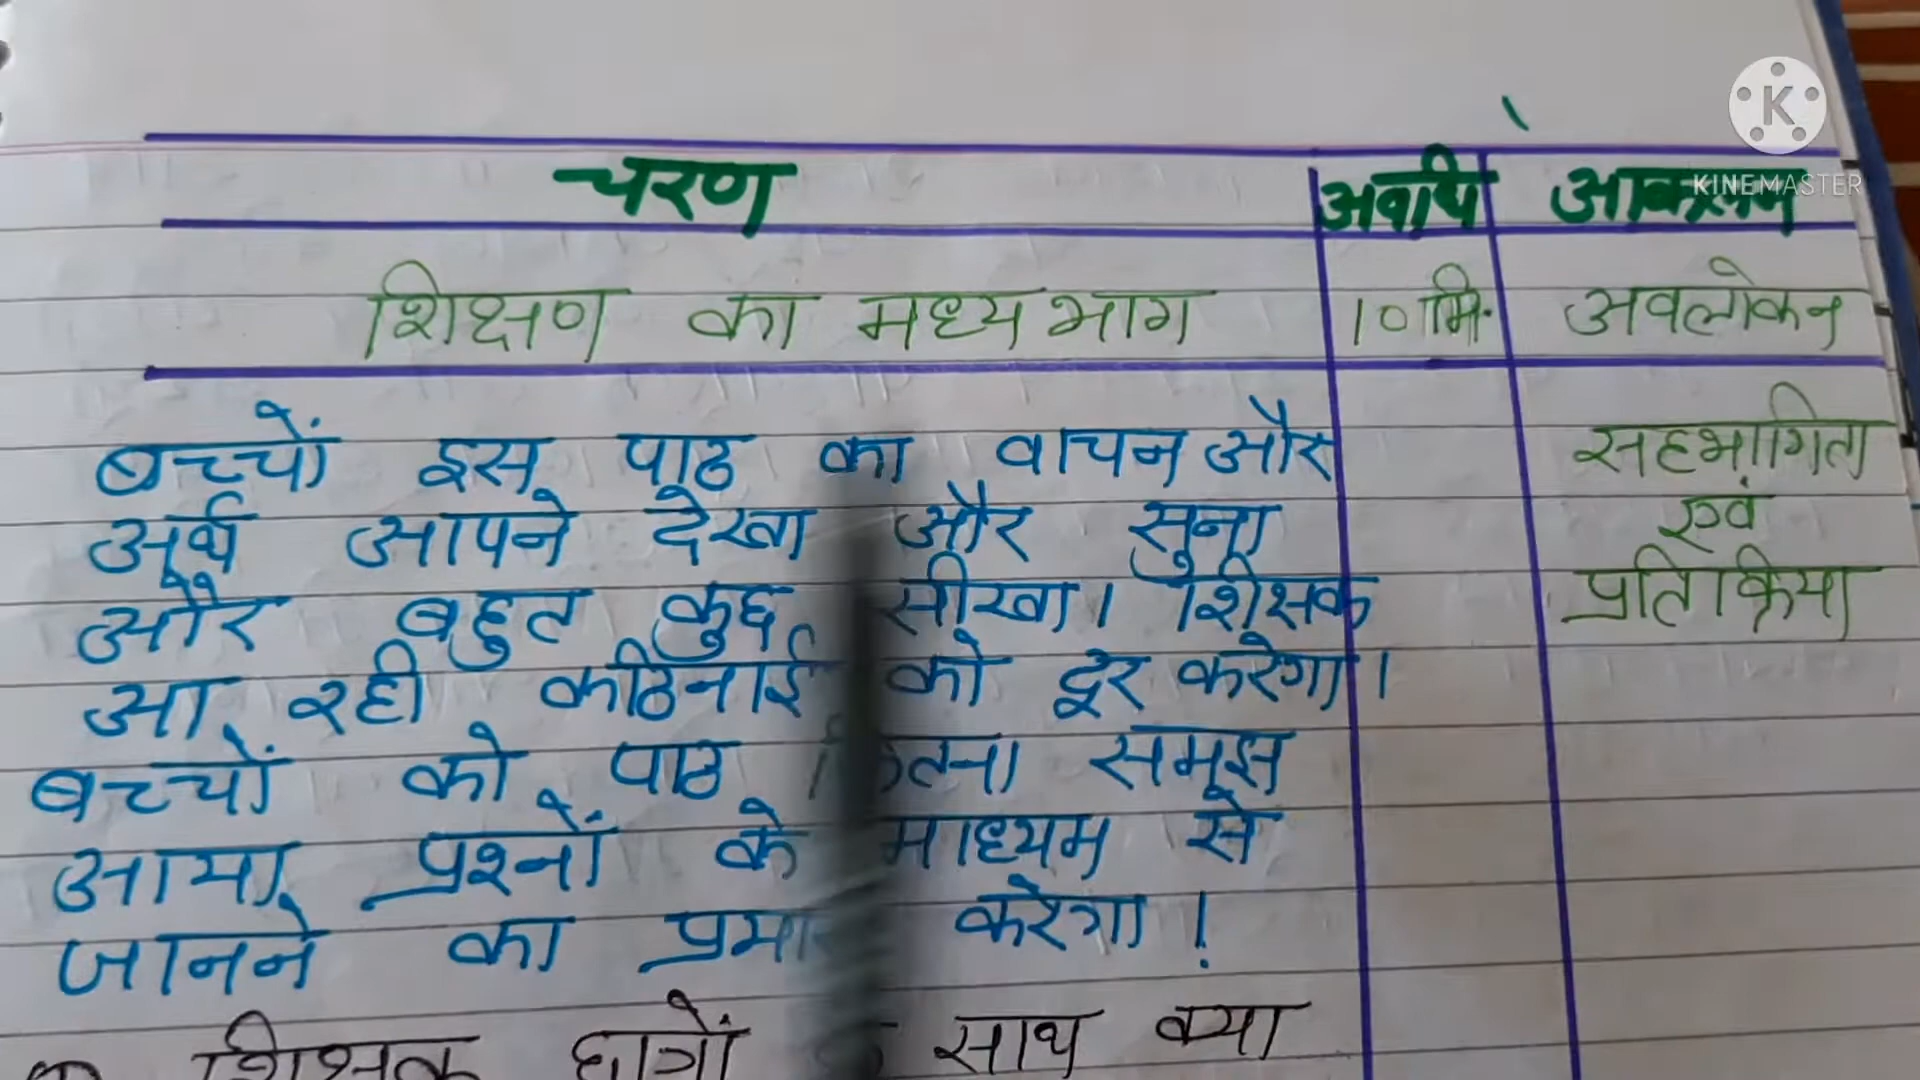 चरण अवधि आकलन
KINEMASTER
शिक्षण का मध्य भाग 10 मि. अवलोकन
बच्चों इस पाठ का वाचन और सहभागिता
अर्थ आपने देखा और सुना एवं
और बहुत कुछ सीखा। शिक्षक प्रतिक्रिया
आ रही कठिनाई को दूर करेगा।
बच्चों को पाठ समझ
आया प्रश्नों के माध्यम से
जानने का करेगा।
शिक्षक छात्रों साथ क्या